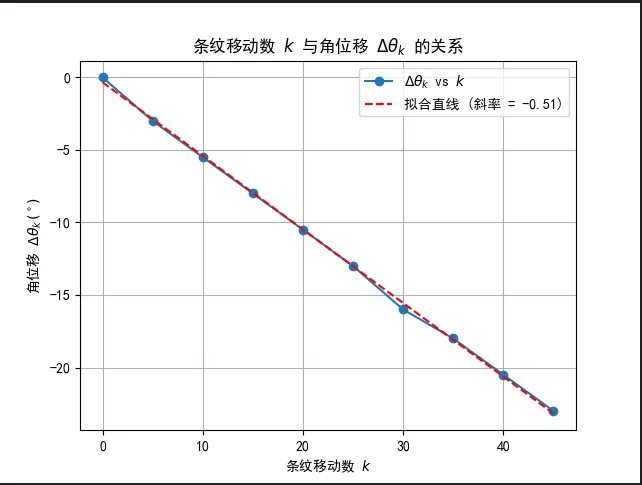 条纹移动数 k 与角位移 Δθₖ 的关系
Δθₖ vs k
拟合直线 (斜率 = -0.51)
角位移 Δθₖ(°)
0
−5
−10
−15
−20
0 10 20 30 40
条纹移动数 k